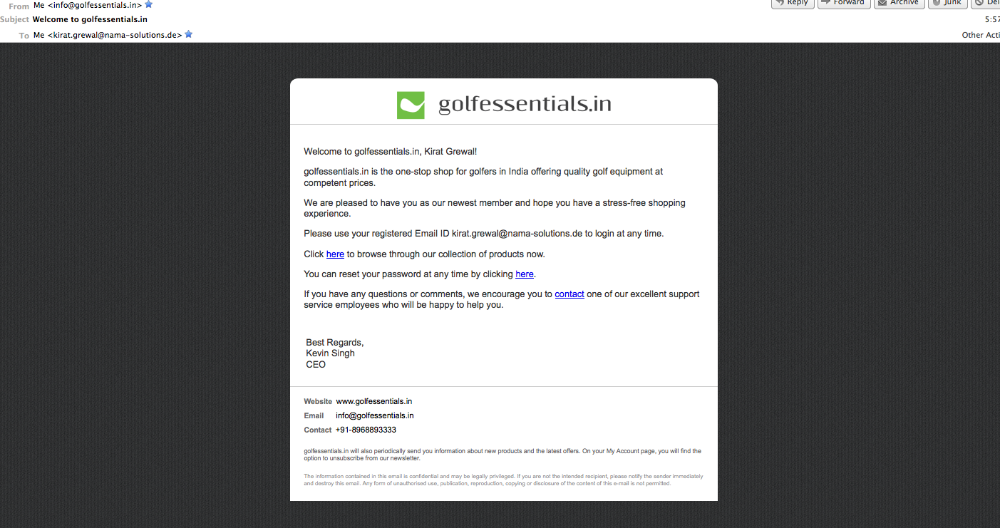 From Me <info@golfessentials.in>
Reply Forward Archive Junk
Subject Welcome to golfessentials.in
5:57
To Me <kirat.grewal@nama-solutions.de>
Other Acti
golfessentials.in
Welcome to golfessentials.in, Kirat Grewal!
golfessentials.in is the one-stop shop for golfers in India offering quality golf equipment at
competent prices.
We are pleased to have you as our newest member and hope you have a stress-free shopping
experience.
Please use your registered Email ID kirat.grewal@nama-solutions.de to login at any time.
Click here to browse through our collection of products now.
You can reset your password at any time by clicking here.
If you have any questions or comments, we encourage you to contact one of our excellent support
service employees who will be happy to help you.
Best Regards,
Kevin Singh
CEO
Website www.golfessentials.in
Email info@golfessentials.in
Contact +91-8968893333
golfessentials.in will also periodically send you information about new products and the latest offers. On your My Account page, you will find the
option to unsubscribe from our newsletter.
The information contained in this email is confidential and may be legally privileged. If you are not the intended recipient, please notify the sender immediately
and destroy this email. Any form of unauthorised use, publication, reproduction, copying or disclosure of the content of this e-mail is not permitted.